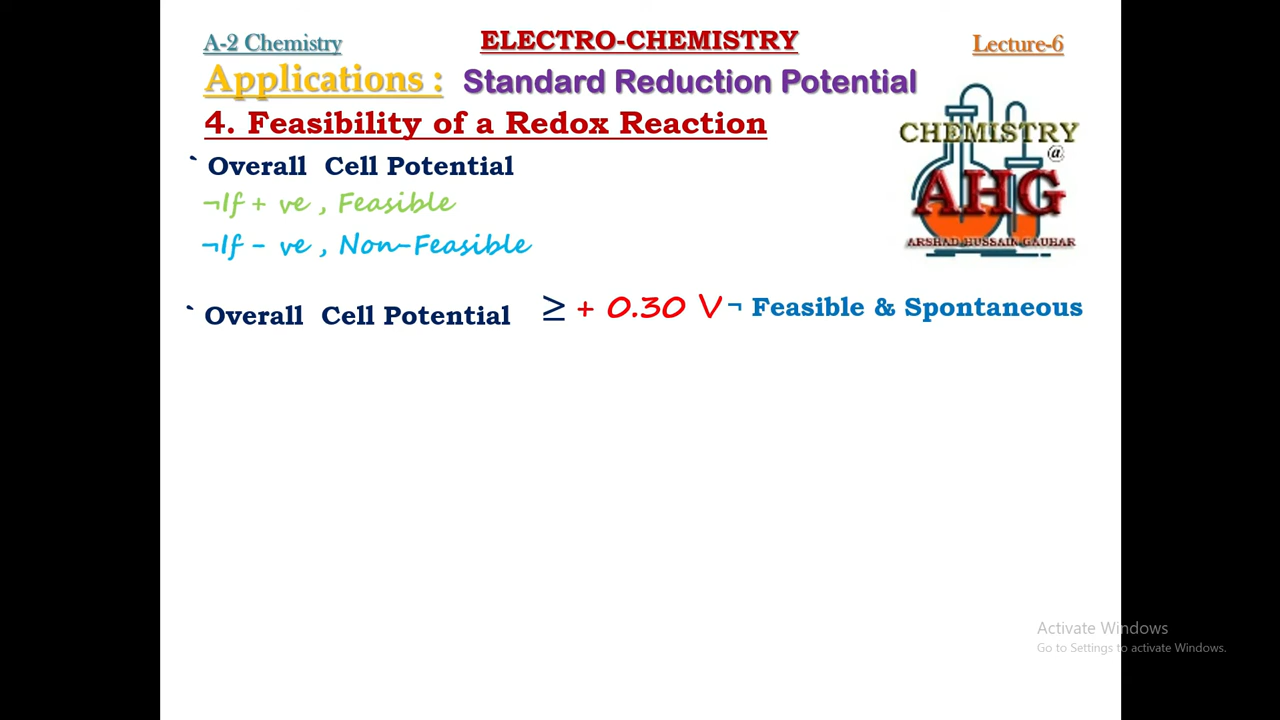 A-2 Chemistry ELECTRO-CHEMISTRY Lecture-6
Applications : Standard Reduction Potential
4. Feasibility of a Redox Reaction
CHEMISTRY
@
AHG
ARSHAD HUSSAIN GAUHAR
` Overall Cell Potential
¬If + ve , Feasible
¬If - ve , Non-Feasible
` Overall Cell Potential ≥ + 0.30 V ¬ Feasible & Spontaneous
Activate Windows
Go to Settings to activate Windows.